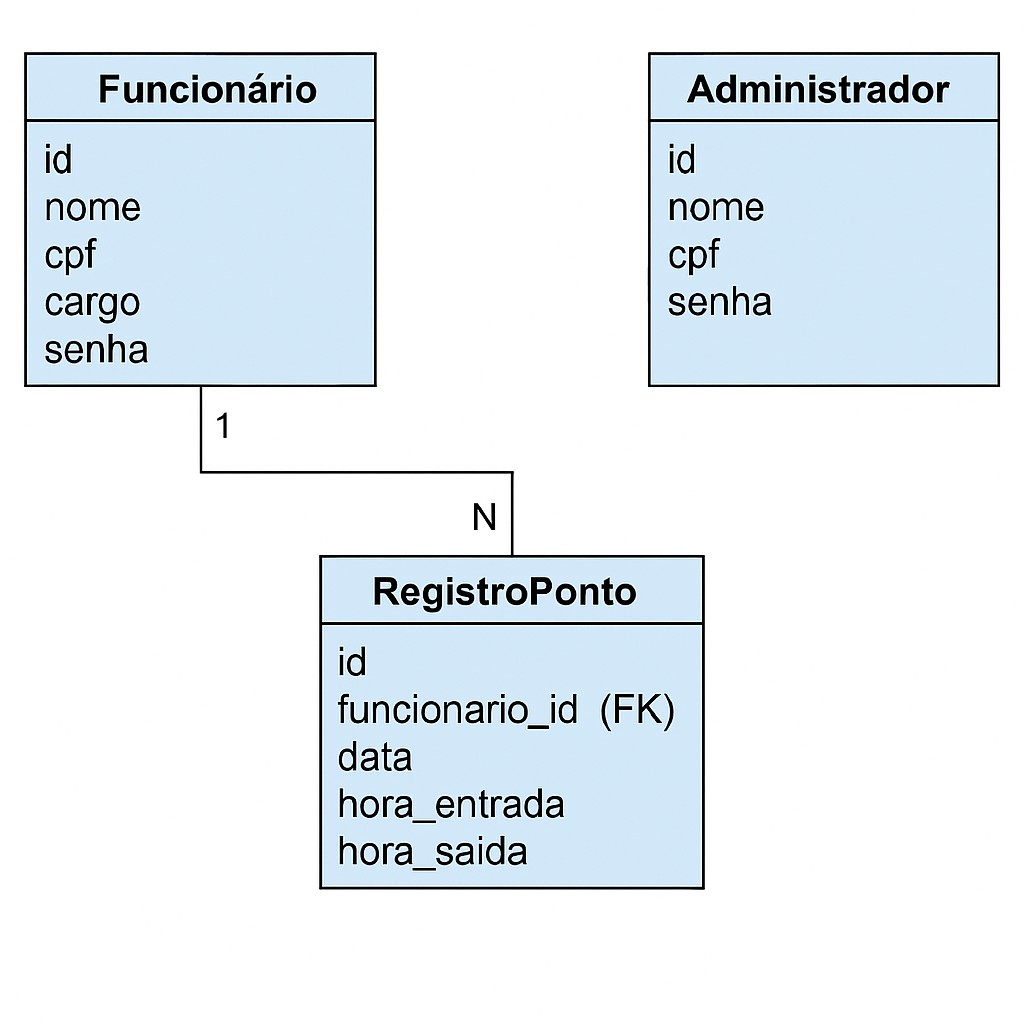 Funcionário
id
nome
cpf
cargo
senha
Administrador
id
nome
cpf
senha
1
N
RegistroPonto
id
funcionario_id (FK)
data
hora_entrada
hora_saida